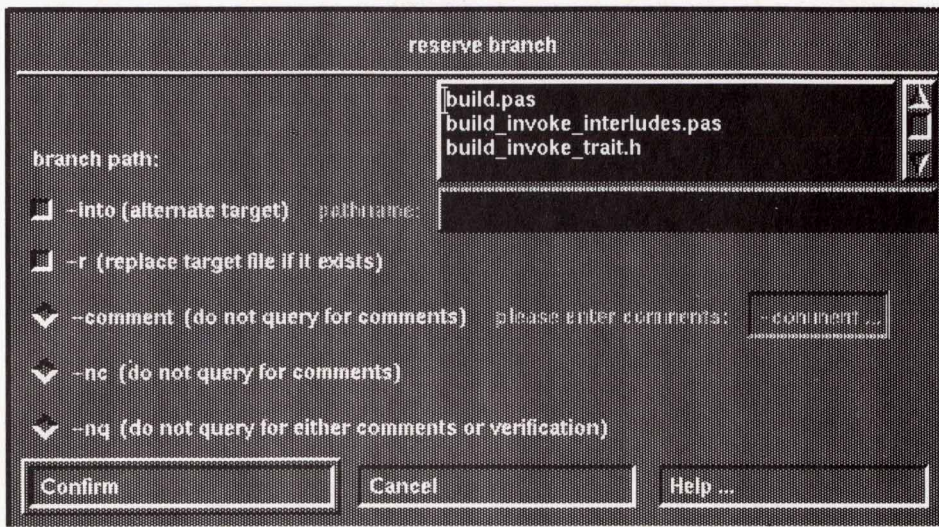 reserve branch
build.pas
build_invoke_interludes.pas
build_invoke_trait.h
branch path:
-into (alternate target) pathname:
-r (replace target file if it exists)
-comment (do not query for comments) please enter comments: -comment ...
-nc (do not query for comments)
-nq (do not query for either comments or verification)
Confirm Cancel Help ...